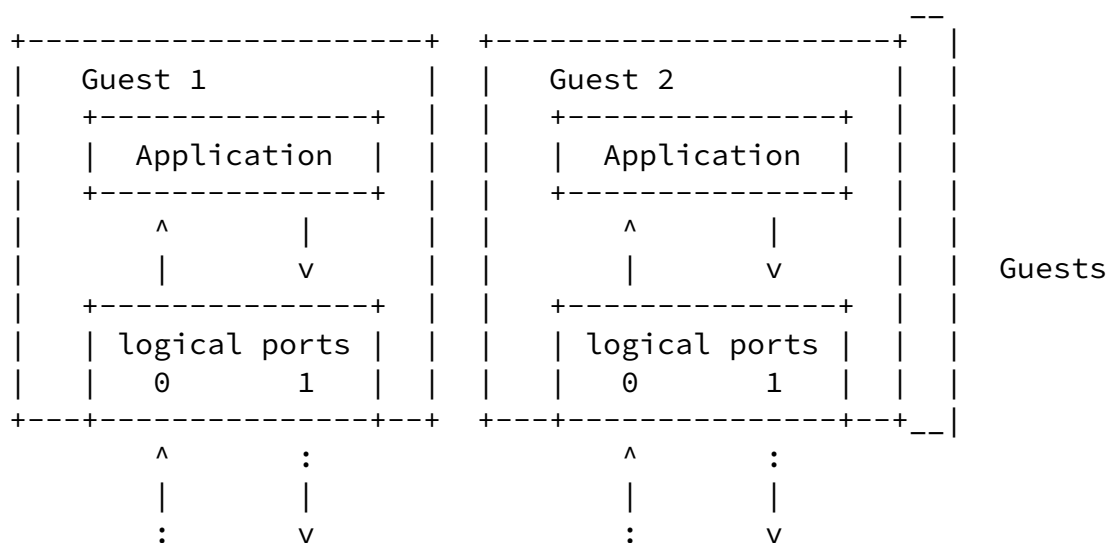 Guest 1 Guest 2
Application Application
Guests
logical ports logical ports
0 1 0 1